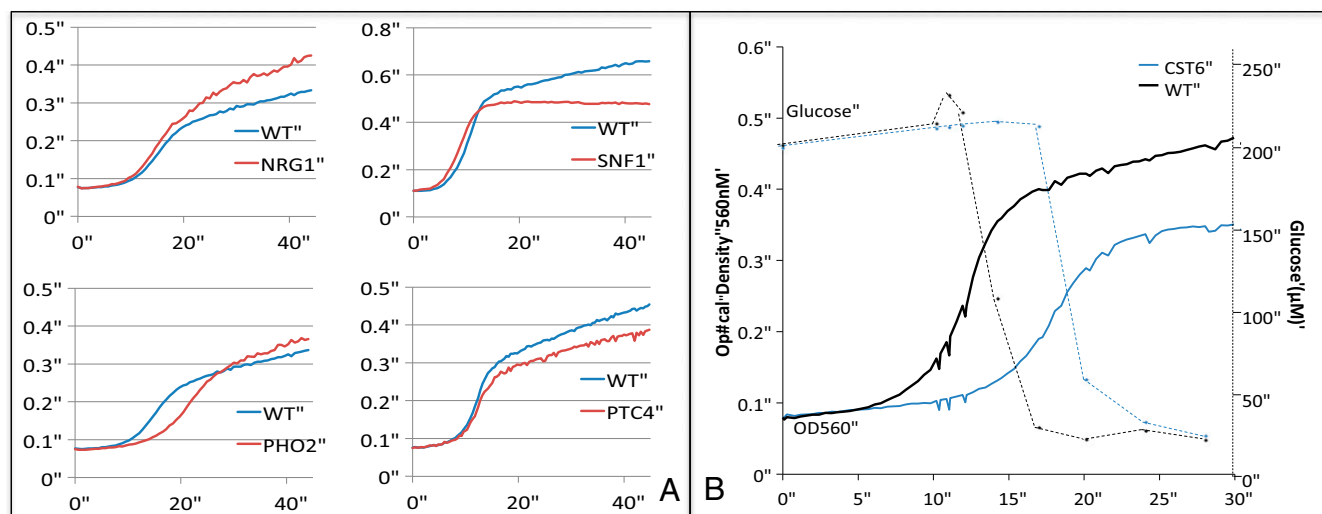 0.5"
0.4"
0.3"
0.2"
0.1"
0"
0" 20" 40"
WT"
NRG1"
0.8"
0.6"
0.4"
0.2"
0"
0" 20" 40"
WT"
SNF1"
0.5"
0.4"
0.3"
0.2"
0.1"
0"
0" 20" 40"
WT"
PHO2"
0.5"
0.4"
0.3"
0.2"
0.1"
0"
0" 20" 40"
WT"
PTC4"
A
B
Op#cal"Density"560nM'
0.6"
0.5"
0.4"
0.3"
0.2"
0.1"
0"
Glucose"
OD560"
CST6"
WT"
250"
200"
150"
100"
50"
0"
Glucose'(μM)'
0" 5" 10" 15" 20" 25" 30"